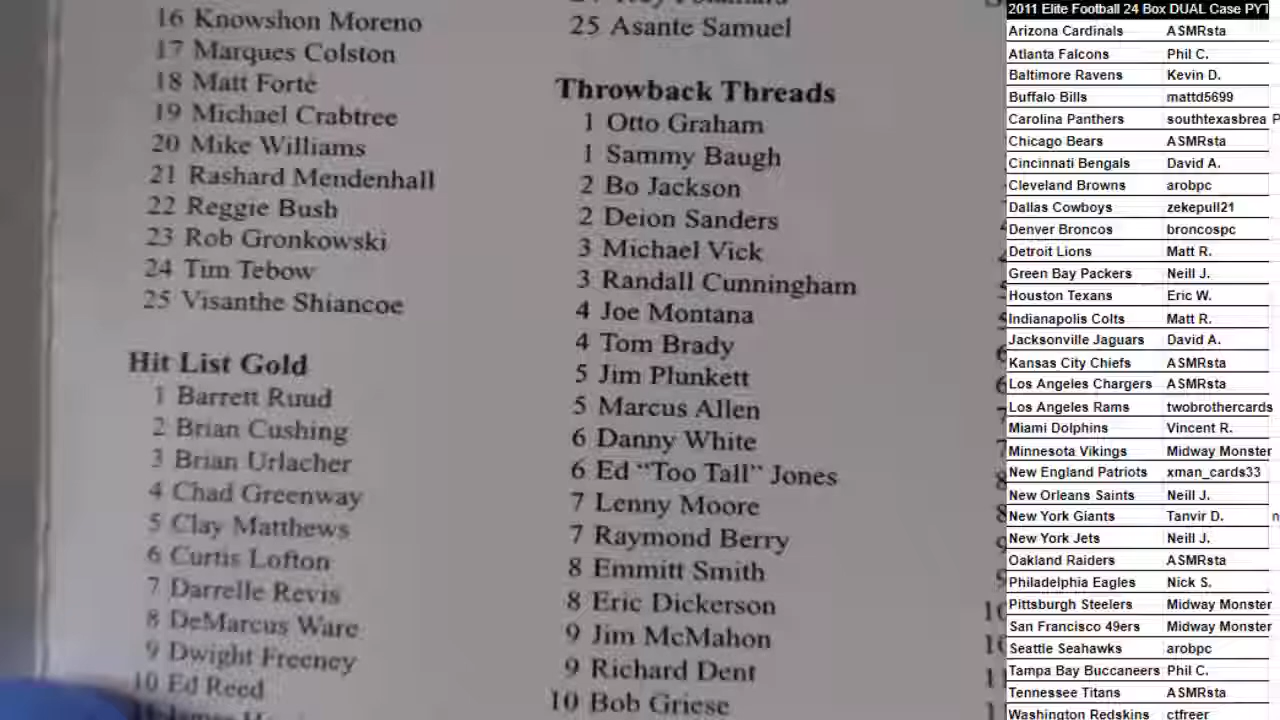 16 Knowshon Moreno
17 Marques Colston
18 Matt Forté
19 Michael Crabtree
20 Mike Williams
21 Rashard Mendenhall
22 Reggie Bush
23 Rob Gronkowski
24 Tim Tebow
25 Visanthe Shiancoe
Hit List Gold
1 Barrett Ruud
2 Brian Cushing
3 Brian Urlacher
4 Chad Greenway
5 Clay Matthews
6 Curtis Lofton
7 Darrelle Revis
8 DeMarcus Ware
9 Dwight Freeney
10 Ed Reed
25 Asante Samuel
Throwback Threads
1 Otto Graham
1 Sammy Baugh
2 Bo Jackson
2 Deion Sanders
3 Michael Vick
3 Randall Cunningham
4 Joe Montana
4 Tom Brady
5 Jim Plunkett
5 Marcus Allen
6 Danny White
6 Ed "Too Tall" Jones
7 Lenny Moore
7 Raymond Berry
8 Emmitt Smith
8 Eric Dickerson
9 Jim McMahon
9 Richard Dent
10 Bob Griese
2011 Elite Football 24 Box DUAL Case PYT
Arizona Cardinals ASMRsta
Atlanta Falcons Phil C.
Baltimore Ravens Kevin D.
Buffalo Bills mattd5699
Carolina Panthers southtexasbrea P
Chicago Bears ASMRsta
Cincinnati Bengals David A.
Cleveland Browns arobpc
Dallas Cowboys zekepull21
Denver Broncos broncospc
Detroit Lions Matt R.
Green Bay Packers Neill J.
Houston Texans Eric W.
Indianapolis Colts Matt R.
Jacksonville Jaguars David A.
Kansas City Chiefs ASMRsta
Los Angeles Chargers ASMRsta
Los Angeles Rams twobrothercards
Miami Dolphins Vincent R.
Minnesota Vikings Midway Monster
New England Patriots xman_cards33
New Orleans Saints Neill J.
New York Giants Tanvir D.
New York Jets Neill J.
Oakland Raiders ASMRsta
Philadelphia Eagles Nick S.
Pittsburgh Steelers Midway Monster
San Francisco 49ers Midway Monster
Seattle Seahawks arobpc
Tampa Bay Buccaneers Phil C.
Tennessee Titans ASMRsta
Washington Redskins ctfreer